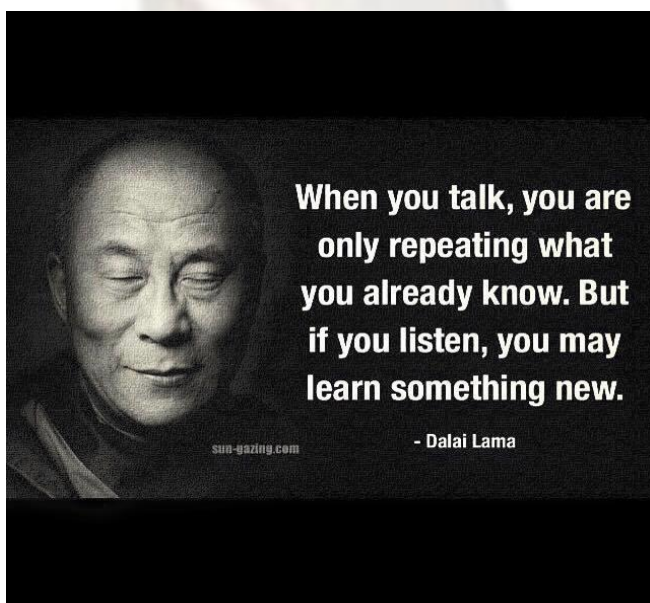 When you talk, you are
only repeating what
you already know. But
if you listen, you may
learn something new.
- Dalai Lama
sun-gazing.com